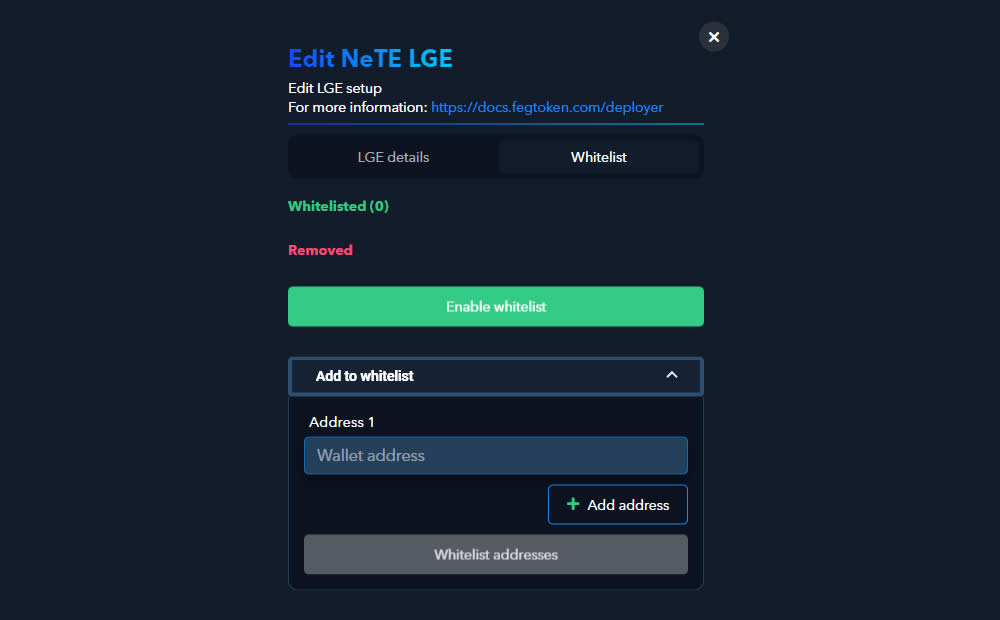 Edit NeTE LGE
Edit LGE setup
For more information: https://docs.fegtoken.com/deployer
LGE details
Whitelist
Whitelisted (0)
Removed
Enable whitelist
Add to whitelist
Address 1
Wallet address
Add address
Whitelist addresses